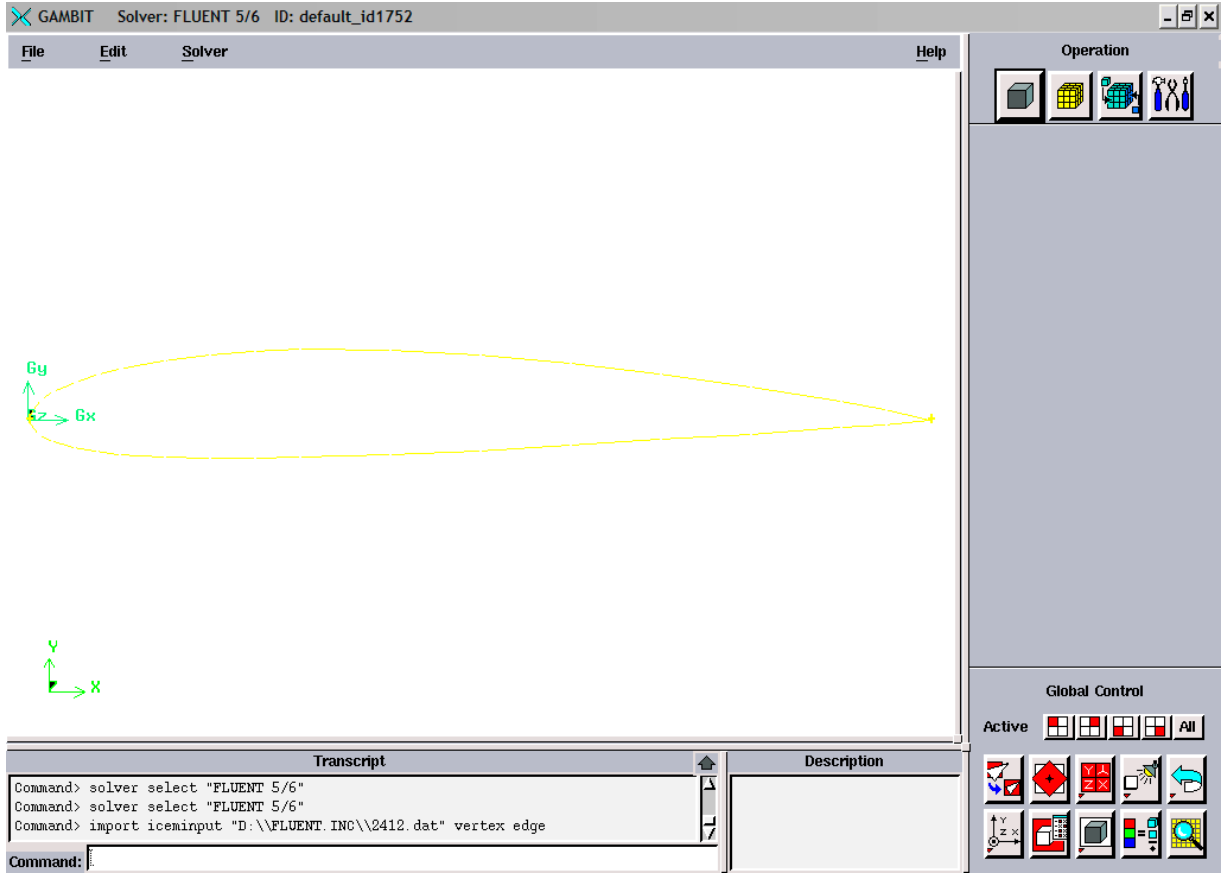 GAMBIT Solver: FLUENT 5/6 ID: default_id1752
File Edit Solver Help
Operation
Gy
Gz Gx
Y
X
Global Control
Active All
Transcript
Description
Command> solver select "FLUENT 5/6"
Command> solver select "FLUENT 5/6"
Command> import iceminput "D:\\FLUENT.INC\\2412.dat" vertex edge
Command: